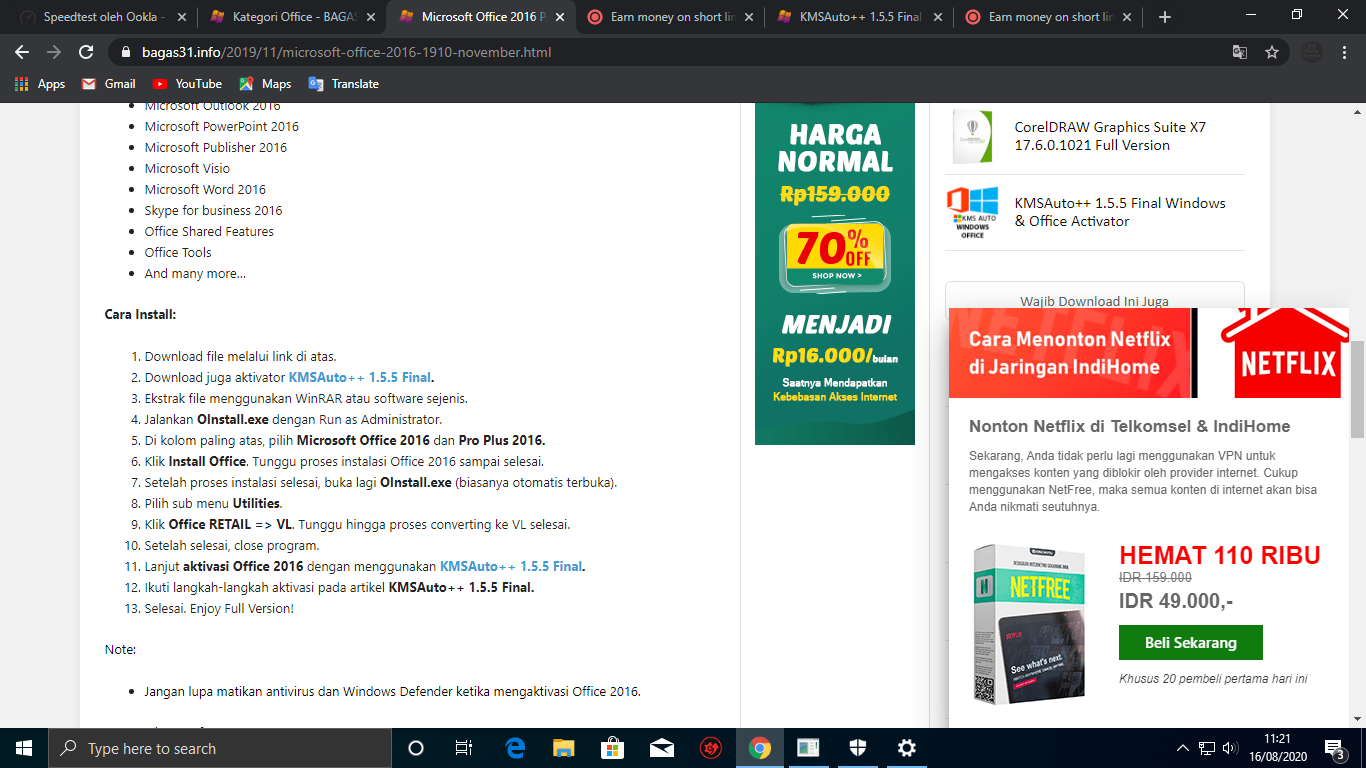 Speedtest oleh Ookla -
Kategori Office - BAGAS
Microsoft Office 2016 P
Earn money on short lin
KMSAuto++ 1.5.5 Final
Earn money on short lin
bagas31.info/2019/11/microsoft-office-2016-1910-november.html
Apps
Gmail
YouTube
Maps
Translate
Microsoft Outlook 2016
Microsoft PowerPoint 2016
Microsoft Publisher 2016
Microsoft Visio
Microsoft Word 2016
Skype for business 2016
Office Shared Features
Office Tools
And many more...
Cara Install:
1. Download file melalui link di atas.
2. Download juga aktivator KMSAuto++ 1.5.5 Final.
3. Ekstrak file menggunakan WinRAR atau software sejenis.
4. Jalankan OInstall.exe dengan Run as Administrator.
5. Di kolom paling atas, pilih Microsoft Office 2016 dan Pro Plus 2016.
6. Klik Install Office. Tunggu proses instalasi Office 2016 sampai selesai.
7. Setelah proses instalasi selesai, buka lagi OInstall.exe (biasanya otomatis terbuka).
8. Pilih sub menu Utilities.
9. Klik Office RETAIL => VL. Tunggu hingga proses converting ke VL selesai.
10. Setelah selesai, close program.
11. Lanjut aktivasi Office 2016 dengan menggunakan KMSAuto++ 1.5.5 Final.
12. Ikuti langkah-langkah aktivasi pada artikel KMSAuto++ 1.5.5 Final.
13. Selesai. Enjoy Full Version!
Note:
Jangan lupa matikan antivirus dan Windows Defender ketika mengaktivasi Office 2016.
HARGA
NORMAL
Rp159.000
70% OFF
SHOP NOW >
MENJADI
Rp16.000/bulan
Saatnya Mendapatkan
Kebebasan Akses Internet
CorelDRAW Graphics Suite X7
17.6.0.1021 Full Version
KMS AUTO
WINDOWS
OFFICE
KMSAuto++ 1.5.5 Final Windows
& Office Activator
Wajib Download Ini Juga
NETFLIX
Cara Menonton Netflix
di Jaringan IndiHome
NETFLIX
Nonton Netflix di Telkomsel & IndiHome
Sekarang, Anda tidak perlu lagi menggunakan VPN untuk
mengakses konten yang diblokir oleh provider internet. Cukup
menggunakan NetFree, maka semua konten di internet akan bisa
Anda nikmati seutuhnya.
NETFREE
See what's next.
HEMAT 110 RIBU
IDR 159.000
IDR 49.000,-
Beli Sekarang
Khusus 20 pembeli pertama hari ini
Type here to search
11:21
16/08/2020
3